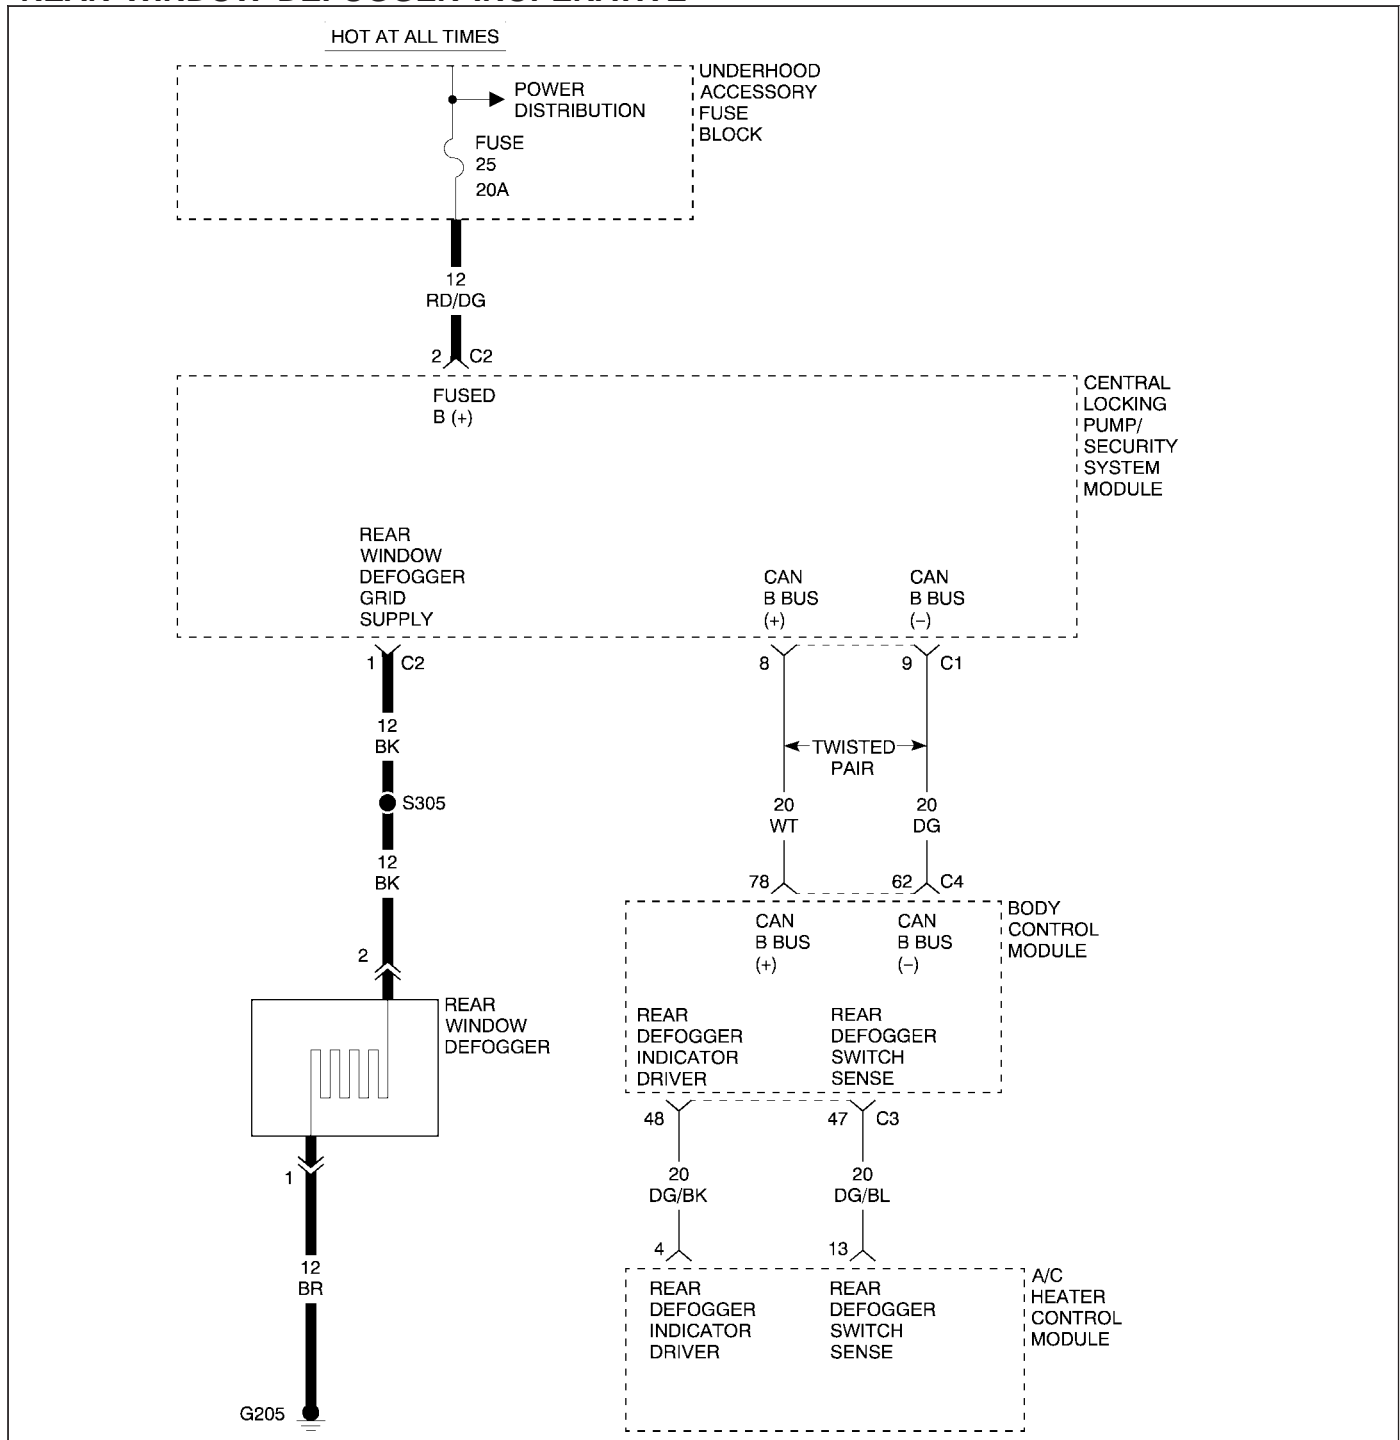 REAR WINDOW DEFOGGER INOPERATIVE
HOT AT ALL TIMES
UNDERHOOD
ACCESSORY
FUSE
BLOCK
POWER
DISTRIBUTION
FUSE
25
20A
12
RD/DG
2 C2
FUSED
B (+)
CENTRAL
LOCKING
PUMP/
SECURITY
SYSTEM
MODULE
REAR
WINDOW
DEFOGGER
GRID
SUPPLY
CAN
B BUS
(+)
CAN
B BUS
(–)
1 C2
8
9 C1
12
BK
TWISTED
PAIR
S305
20
WT
20
DG
12
BK
78
62 C4
BODY
CONTROL
MODULE
CAN
B BUS
(+)
CAN
B BUS
(–)
2
REAR
WINDOW
DEFOGGER
REAR
DEFOGGER
INDICATOR
DRIVER
REAR
DEFOGGER
SWITCH
SENSE
48
47 C3
1
20
DG/BK
20
DG/BL
4
13
12
BR
A/C
HEATER
CONTROL
MODULE
REAR
DEFOGGER
INDICATOR
DRIVER
REAR
DEFOGGER
SWITCH
SENSE
G205